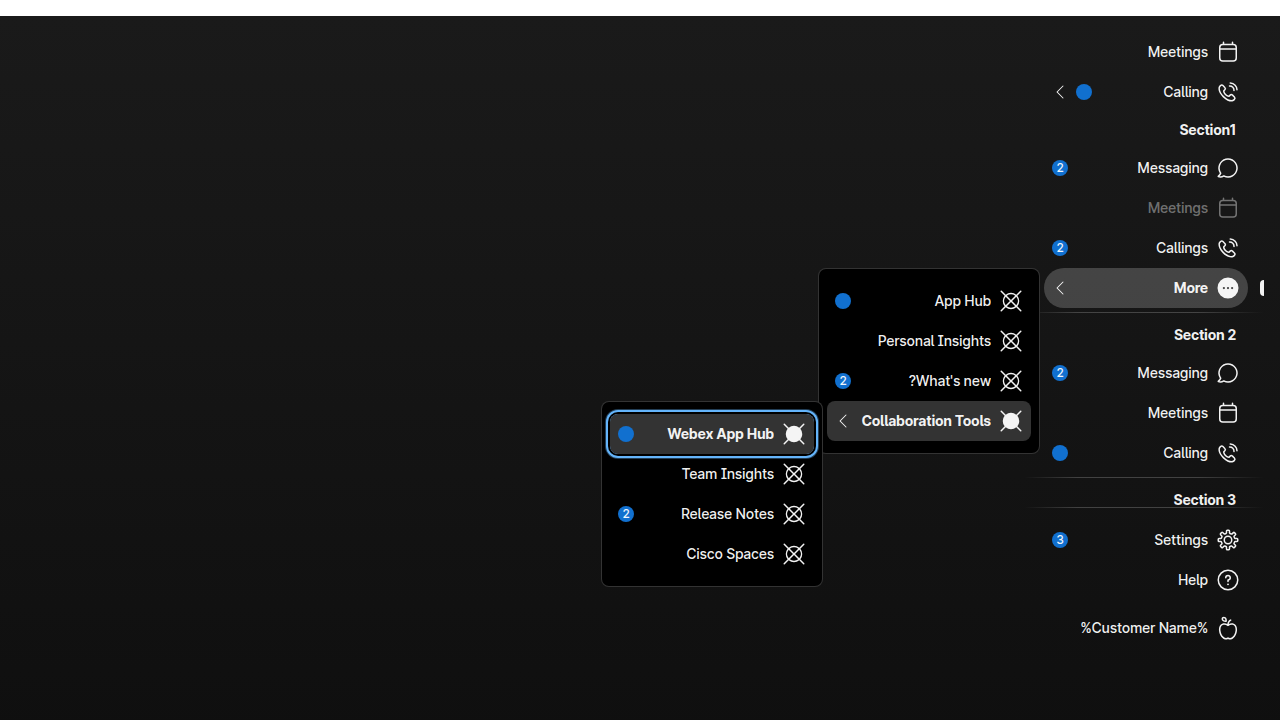 Meetings
Calling
Section1
Messaging 2
Meetings
Callings 2
More
Section 2
Messaging 2
Meetings
Calling
Section 3
Settings 3
Help
%Customer Name%
App Hub
Personal Insights
?What's new 2
Collaboration Tools
Webex App Hub
Team Insights
Release Notes 2
Cisco Spaces